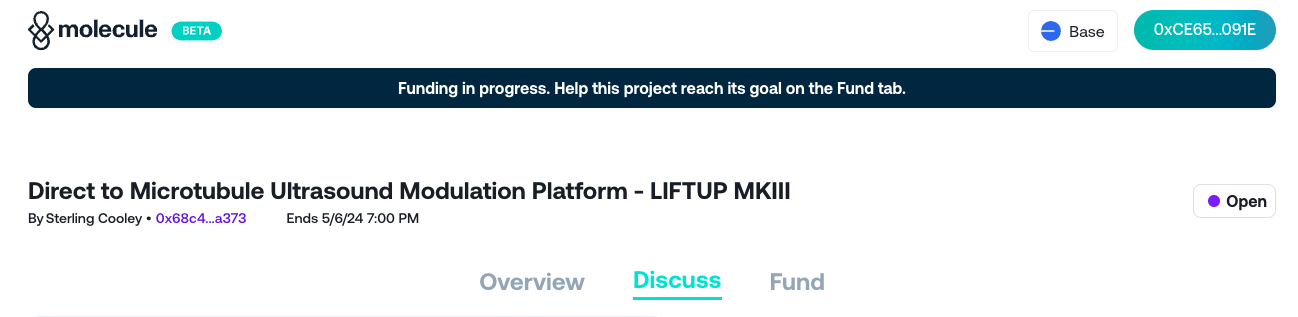 molecule BETA
Base
0xCE65...091E
Funding in progress. Help this project reach its goal on the Fund tab.
Direct to Microtubule Ultrasound Modulation Platform - LIFTUP MKIII
By Sterling Cooley • 0x68c4...a373 Ends 5/6/24 7:00 PM
Open
Overview Discuss Fund